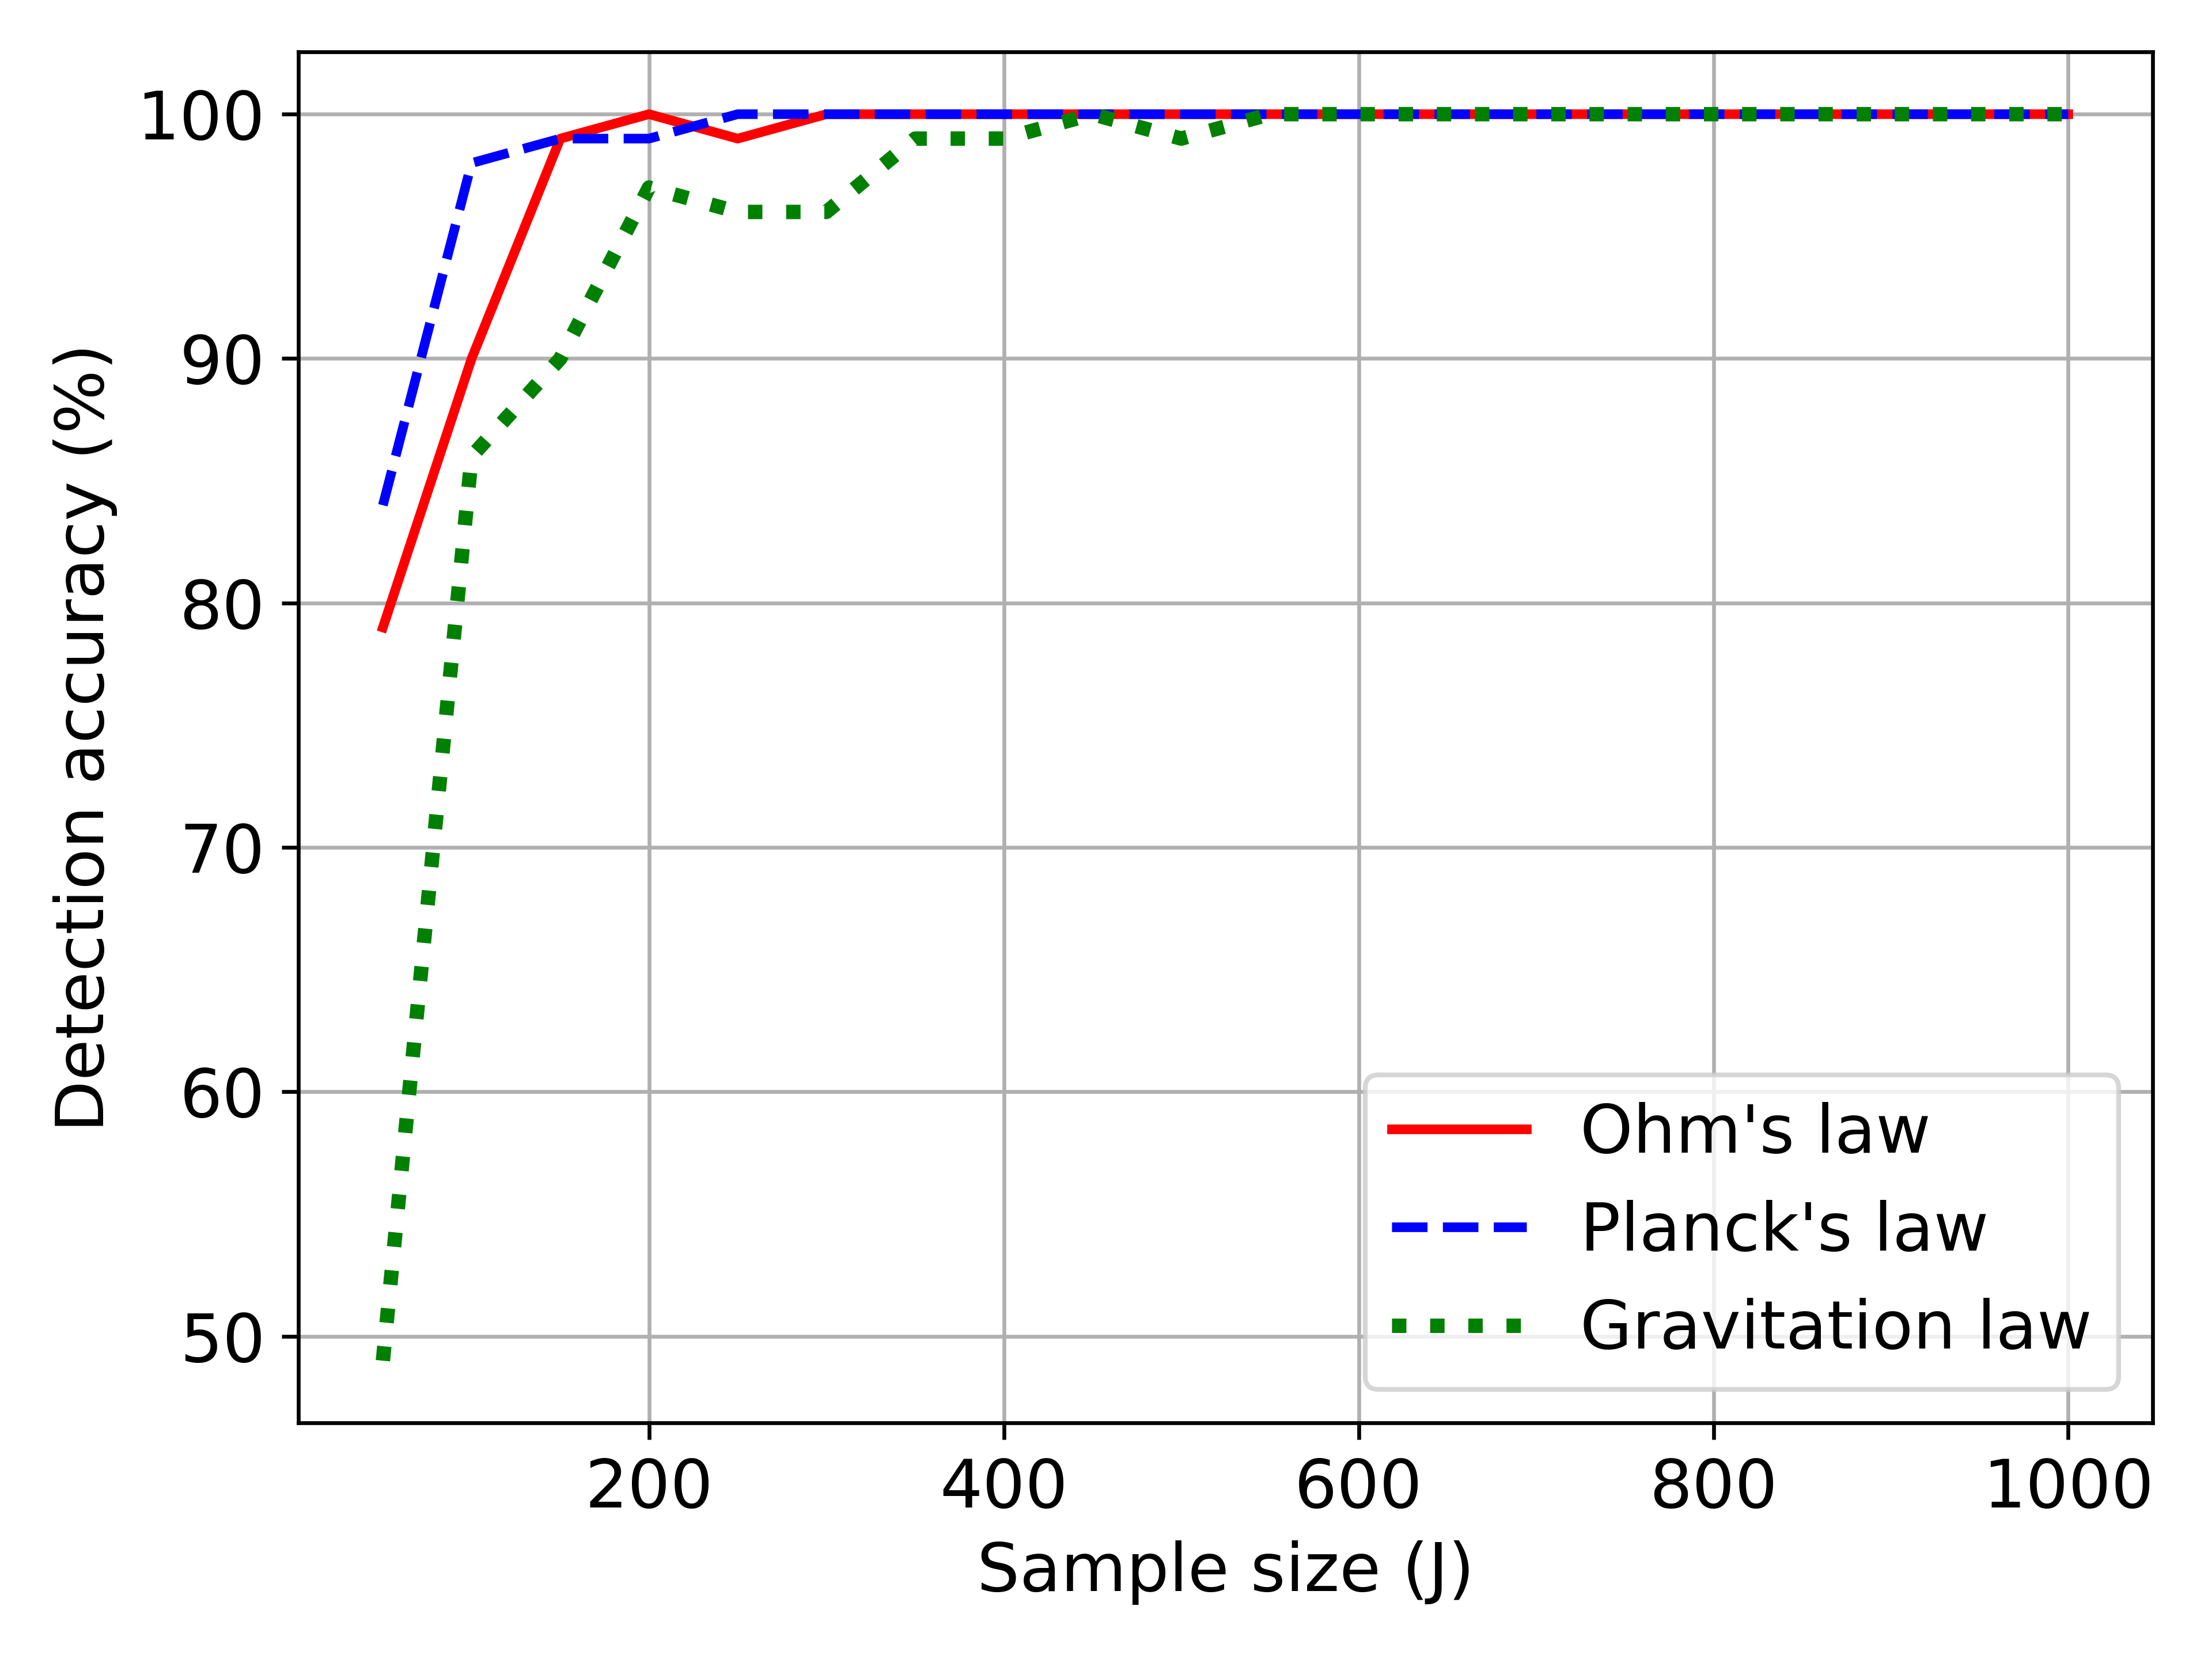 Detection accuracy (%)
100
90
80
70
60
50
200 400 600 800 1000
Sample size (J)
Ohm's law
Planck's law
Gravitation law